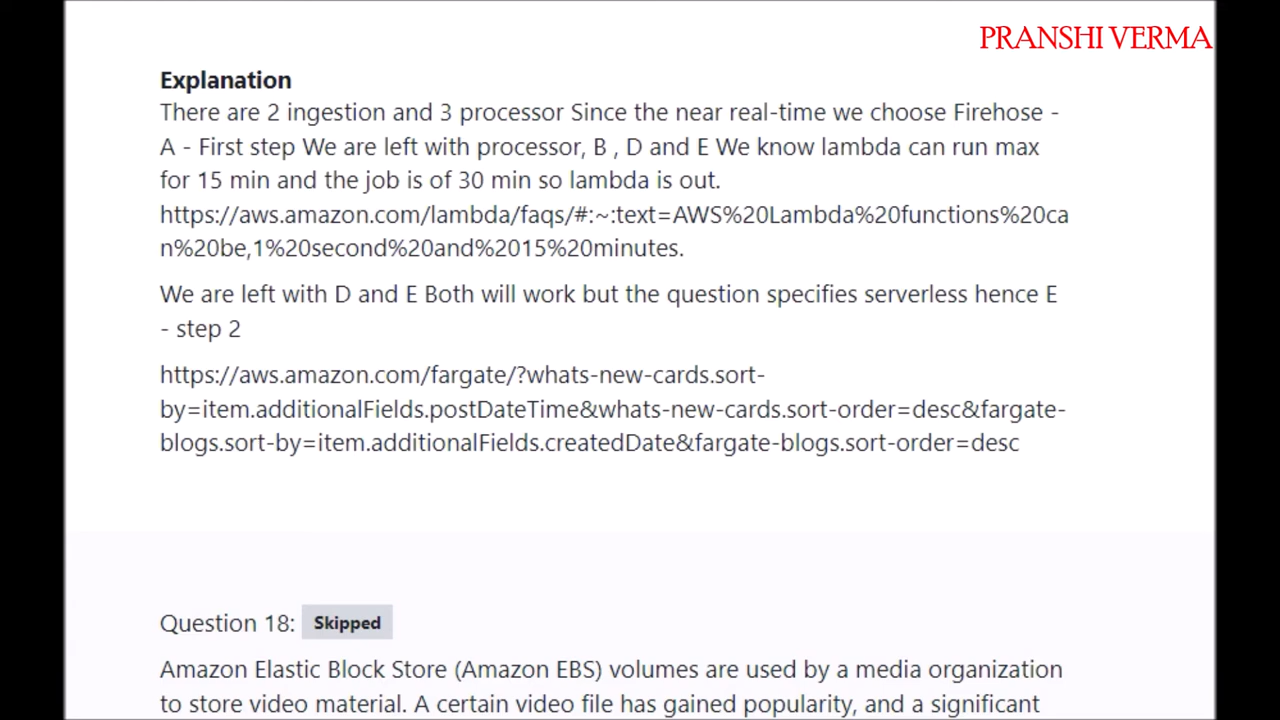 PRANSHI VERMA
Explanation
There are 2 ingestion and 3 processor Since the near real-time we choose Firehose -
A - First step We are left with processor, B , D and E We know lambda can run max
for 15 min and the job is of 30 min so lambda is out.
https://aws.amazon.com/lambda/faqs/#:~:text=AWS%20Lambda%20functions%20ca
n%20be,1%20second%20and%2015%20minutes.
We are left with D and E Both will work but the question specifies serverless hence E
- step 2
https://aws.amazon.com/fargate/?whats-new-cards.sort-
by=item.additionalFields.postDateTime&whats-new-cards.sort-order=desc&fargate-
blogs.sort-by=item.additionalFields.createdDate&fargate-blogs.sort-order=desc
Question 18: Skipped
Amazon Elastic Block Store (Amazon EBS) volumes are used by a media organization
to store video material. A certain video file has gained popularity, and a significant